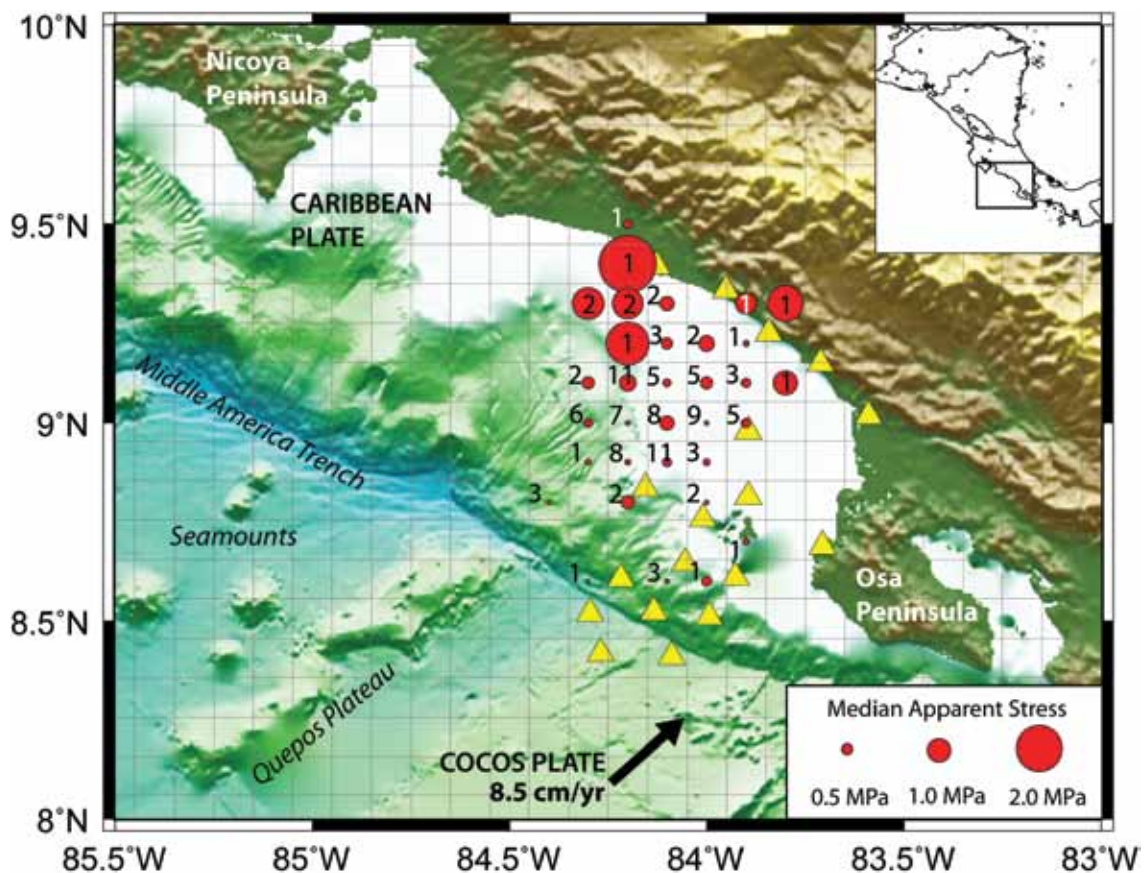 10˚N
9.5˚N
9˚N
8.5˚N
8˚N
85.5˚W
85˚W
84.5˚W
84˚W
83.5˚W
83˚W
Nicoya
Peninsula
CARIBBEAN
PLATE
Middle America Trench
Seamounts
Quepos Plateau
COCOS PLATE
8.5 cm/yr
Osa
Peninsula
1
1
2 2 2 1 1
1 3 2 1
2 11 5 5 3 1
6 7 8 9 5
1 8 11 3
3 2 2
1
1 3 1
Median Apparent Stress
0.5 MPa 1.0 MPa 2.0 MPa